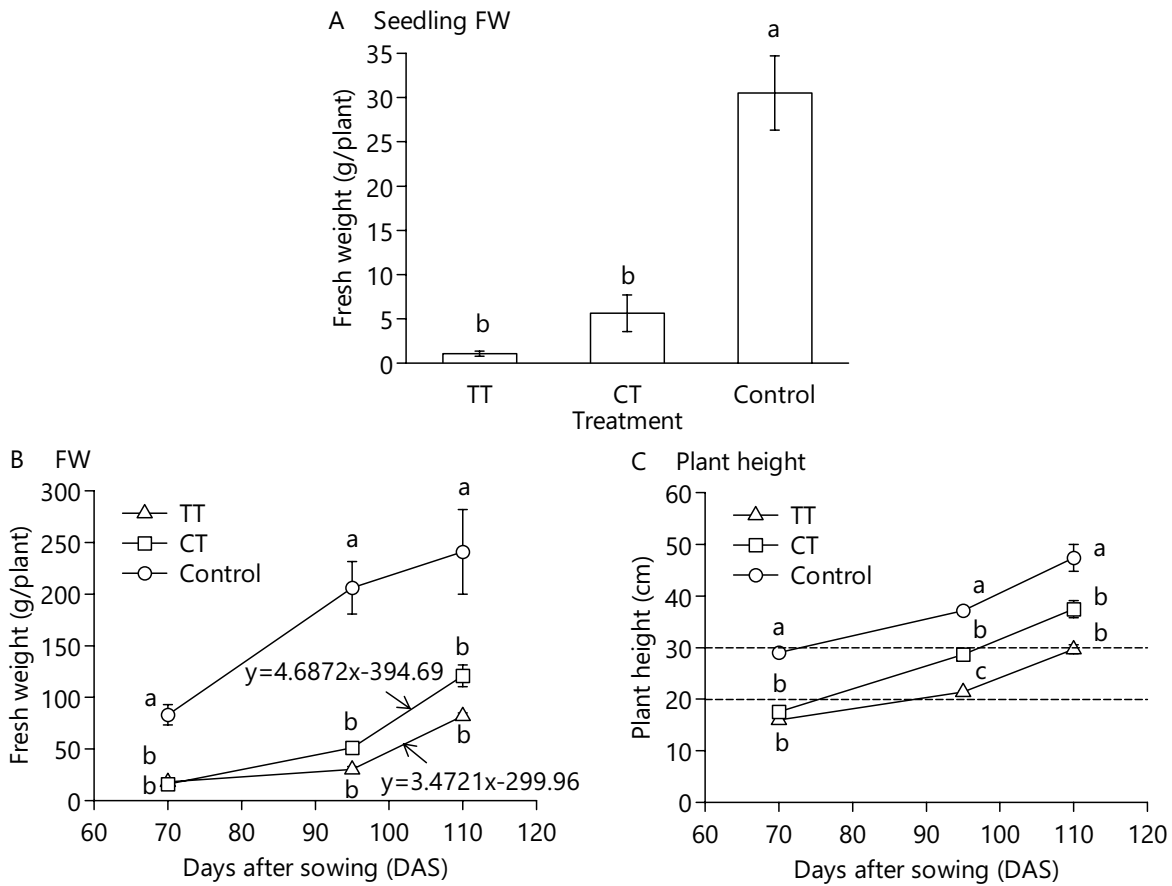 A Seedling FW
Fresh weight (g/plant)
35
30
25
20
15
10
5
0
b
b
a
TT CT Control
Treatment
B FW
Fresh weight (g/plant)
300
250
200
150
100
50
0
TT
CT
Control
a
a
a
b
b
b
b
b
b
y=4.6872x-394.69
y=3.4721x-299.96
60 70 80 90 100 110 120
Days after sowing (DAS)
C Plant height
Plant height (cm)
60
50
40
30
20
10
0
TT
CT
Control
a
a
a
b
b
b
b
c
b
60 70 80 90 100 110 120
Days after sowing (DAS)